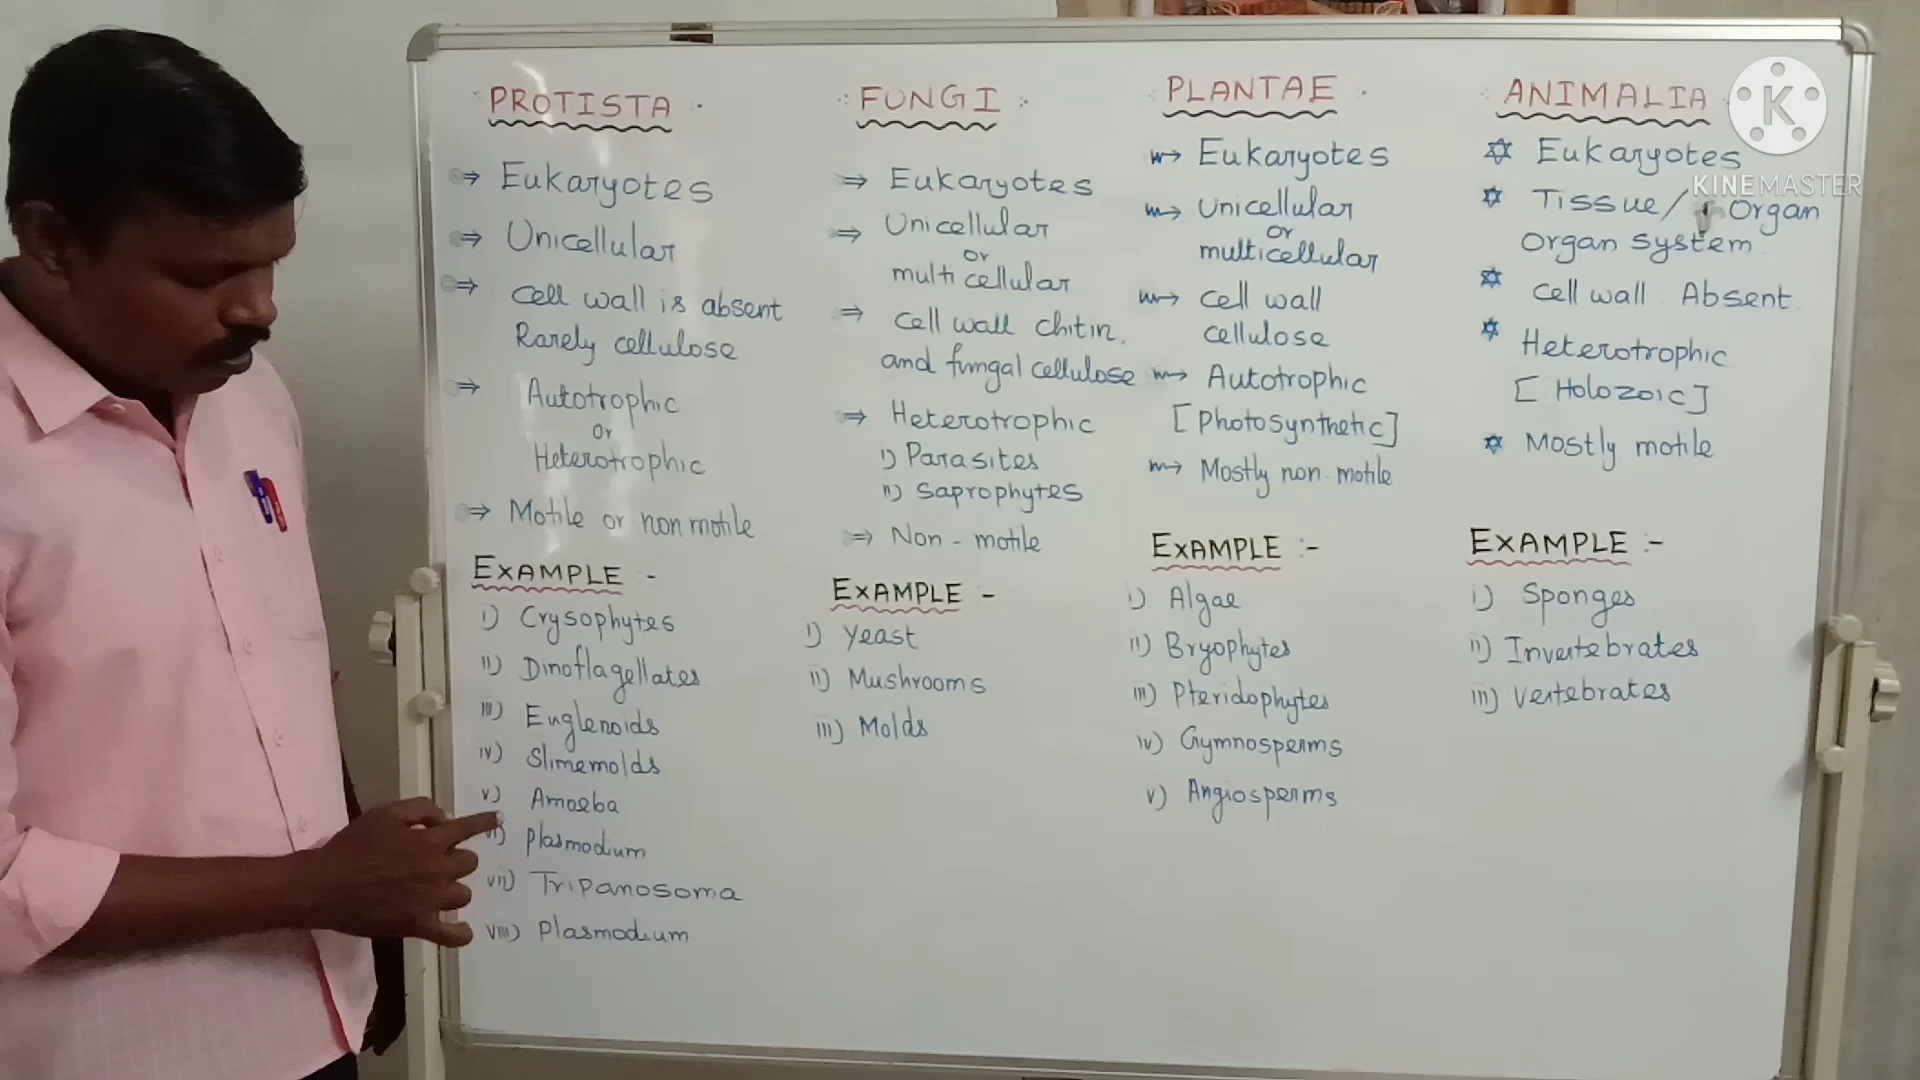 PROTISTA
⇒ Eukaryotes
⇒ Unicellular
⇒ cell wall is absent
Rarely cellulose
⇒ Autotrophic
or
Heterotrophic
⇒ Motile or non motile
EXAMPLE -
i) Crysophytes
ii) Dinoflagellates
iii) Euglenoids
iv) Slimemolds
v) Amoeba
vi) Plasmodium
vii) Tripanosoma
viii) Plasmodium
: FUNGI :-
⇒ Eukaryotes
⇒ Unicellular
or
multi cellular
⇒ cell wall chitin.
and fungal cellulose
⇒ Heterotrophic
i) Parasites
ii) Saprophytes
⇒ Non - motile
EXAMPLE :-
i) Yeast
ii) Mushrooms
iii) Molds
PLANTAE
Eukaryotes
Unicellular
or
multicellular
cell wall
cellulose
Autotrophic
[Photosynthetic]
Mostly non-motile
EXAMPLE :-
i) Algae
ii) Bryophytes
iii) Pteridophytes
iv) Gymnosperms
v) Angiosperms
ANIMALIA
Eukaryotes
Tissue/ Organ
Organ system
cell wall : Absent.
Heterotrophic
[Holozoic]
Mostly motile
EXAMPLE :-
i) Sponges
ii) Invertebrates
iii) Vertebrates
K
KINEMASTER